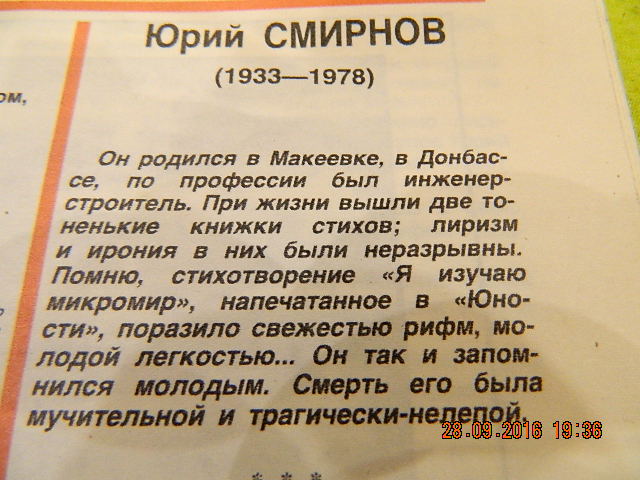 Юрий СМИРНОВ
(1933—1978)
ом,
Он родился в Макеевке, в Донбас-
се, по профессии был инженер-
строитель. При жизни вышли две то-
ненькие книжки стихов; лиризм
и ирония в них были неразрывны.
Помню, стихотворение «Я изучаю
микромир», напечатанное в «Юно-
сти», поразило свежестью рифм, мо-
лодой легкостью... Он так и запом-
нился молодым. Смерть его была
мучительной и трагически-нелепой.
28.09.2016 19:36
* * *